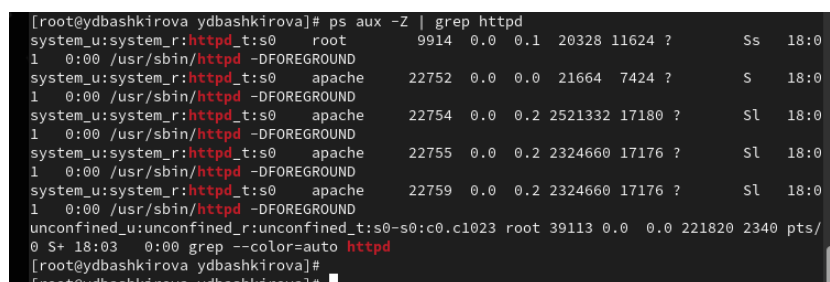 [root@ydbashkirova ydbashkirova]# ps aux -Z | grep httpd
system_u:system_r:httpd_t:s0 root 9914 0.0 0.1 20328 11624 ? Ss 18:0
1 0:00 /usr/sbin/httpd -DFOREGROUND
system_u:system_r:httpd_t:s0 apache 22752 0.0 0.0 21664 7424 ? S 18:0
1 0:00 /usr/sbin/httpd -DFOREGROUND
system_u:system_r:httpd_t:s0 apache 22754 0.0 0.2 2521332 17180 ? Sl 18:0
1 0:00 /usr/sbin/httpd -DFOREGROUND
system_u:system_r:httpd_t:s0 apache 22755 0.0 0.2 2324660 17176 ? Sl 18:0
1 0:00 /usr/sbin/httpd -DFOREGROUND
system_u:system_r:httpd_t:s0 apache 22759 0.0 0.2 2324660 17176 ? Sl 18:0
1 0:00 /usr/sbin/httpd -DFOREGROUND
unconfined_u:unconfined_r:unconfined_t:s0-s0:c0.c1023 root 39113 0.0 0.0 221820 2340 pts/
0 S+ 18:03 0:00 grep --color=auto httpd
[root@ydbashkirova ydbashkirova]#